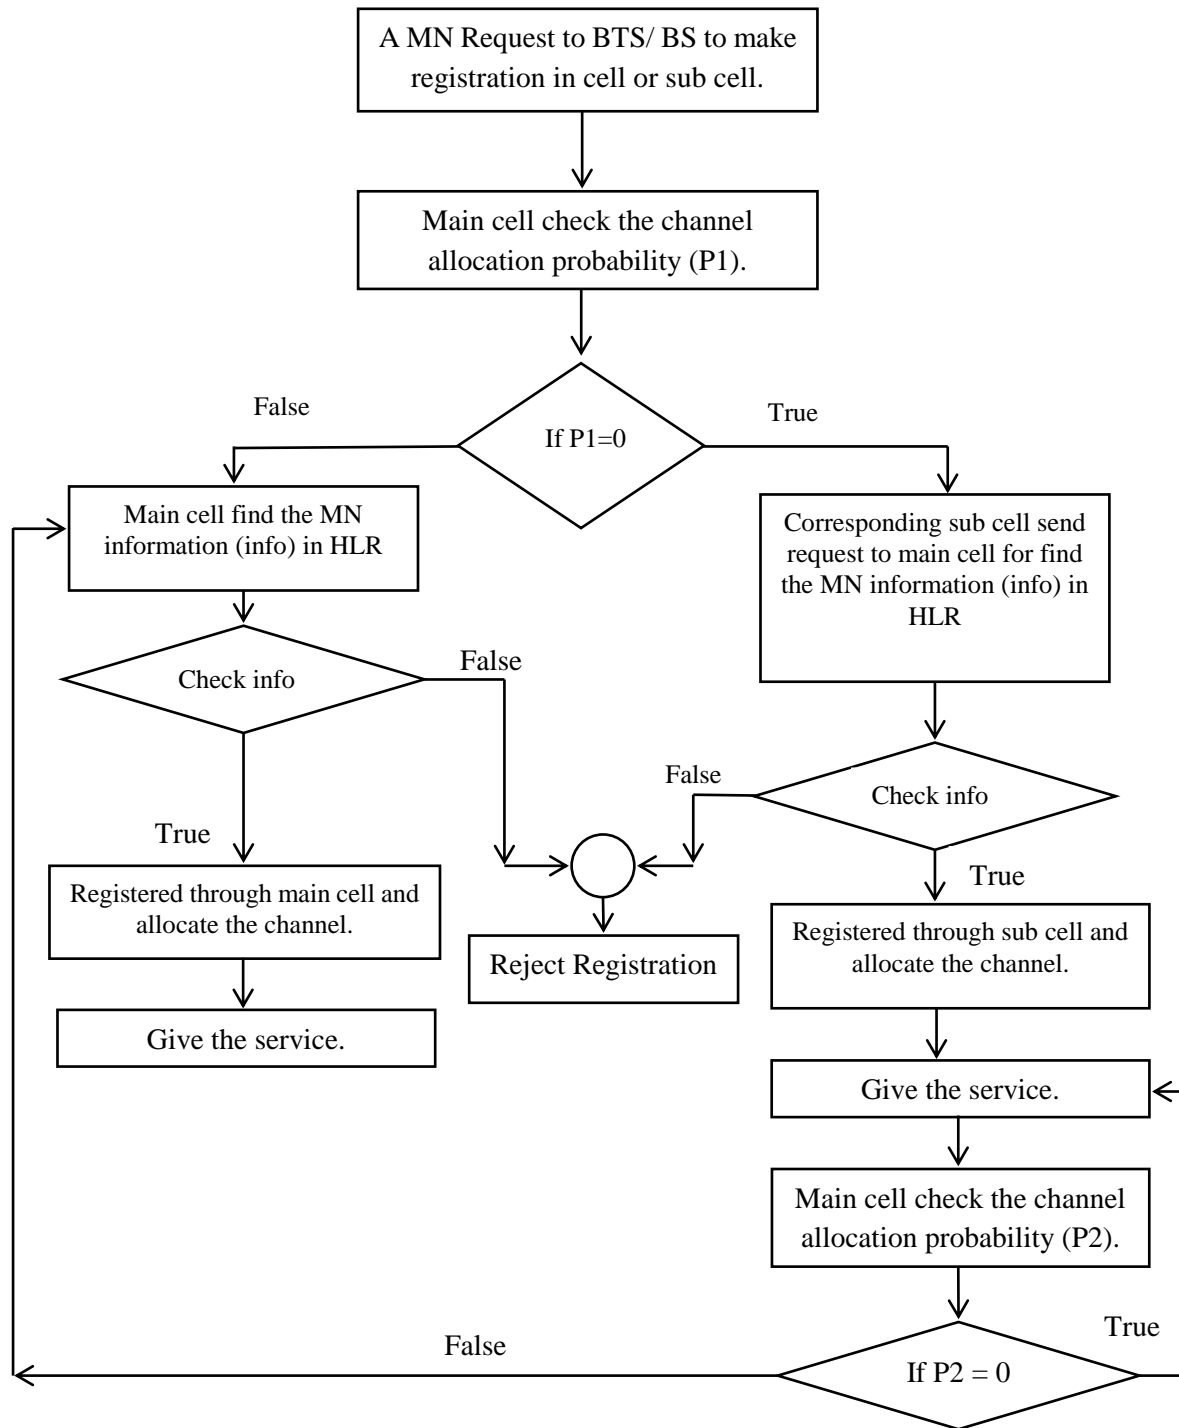 A MN Request to BTS/ BS to make
registration in cell or sub cell.
Main cell check the channel
allocation probability (P1).
False
True
If P1=0
Main cell find the MN
information (info) in HLR
Corresponding sub cell send
request to main cell for find
the MN information (info) in
HLR
Check info
False
False
Check info
True
True
Registered through main cell and
allocate the channel.
Registered through sub cell and
allocate the channel.
Reject Registration
Give the service.
Give the service.
Main cell check the channel
allocation probability (P2).
False
True
If P2 = 0